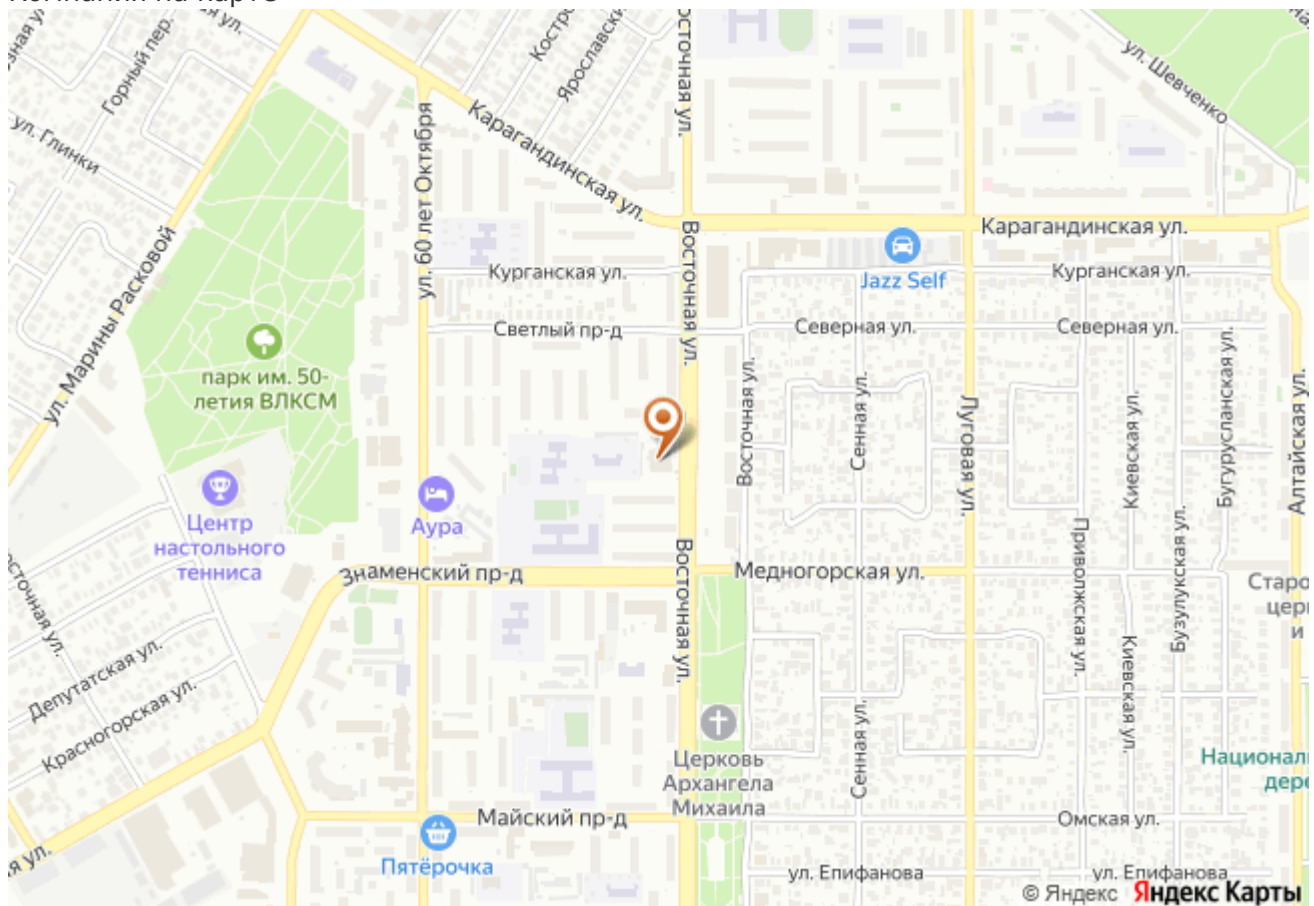 Горный пер.
ул. Глинки
ул. Марины Расковой
ул. 60 лет Октября
Ярославск
Карагандинская ул.
Восточная ул.
ул. Шевченко
Карагандинская ул.
Восточная ул.
Курганская ул.
Jazz Self
Курганская ул.
Светлый пр-д
Северная ул.
Северная ул.
парк им. 50-
летия ВЛКСМ
Восточная ул.
Сенная ул.
Луговая ул.
Киевская ул.
Бугурусланская ул.
Алтайская ул.
Центр
настольного
тенниса
Аура
Знаменский пр-д
Восточная ул.
Медногорская ул.
Приволжская ул.
Бузулукская ул.
Старо
цер
и
Депутатская ул.
Красногорская ул.
Киевская ул.
Сенная ул.
Церковь
Архангела
Михаила
Национал
дере
Майский пр-д
Омская ул.
Пятёрочка
ул. Епифанова
ул. Епифанова
© Яндекс Яндекс Карты